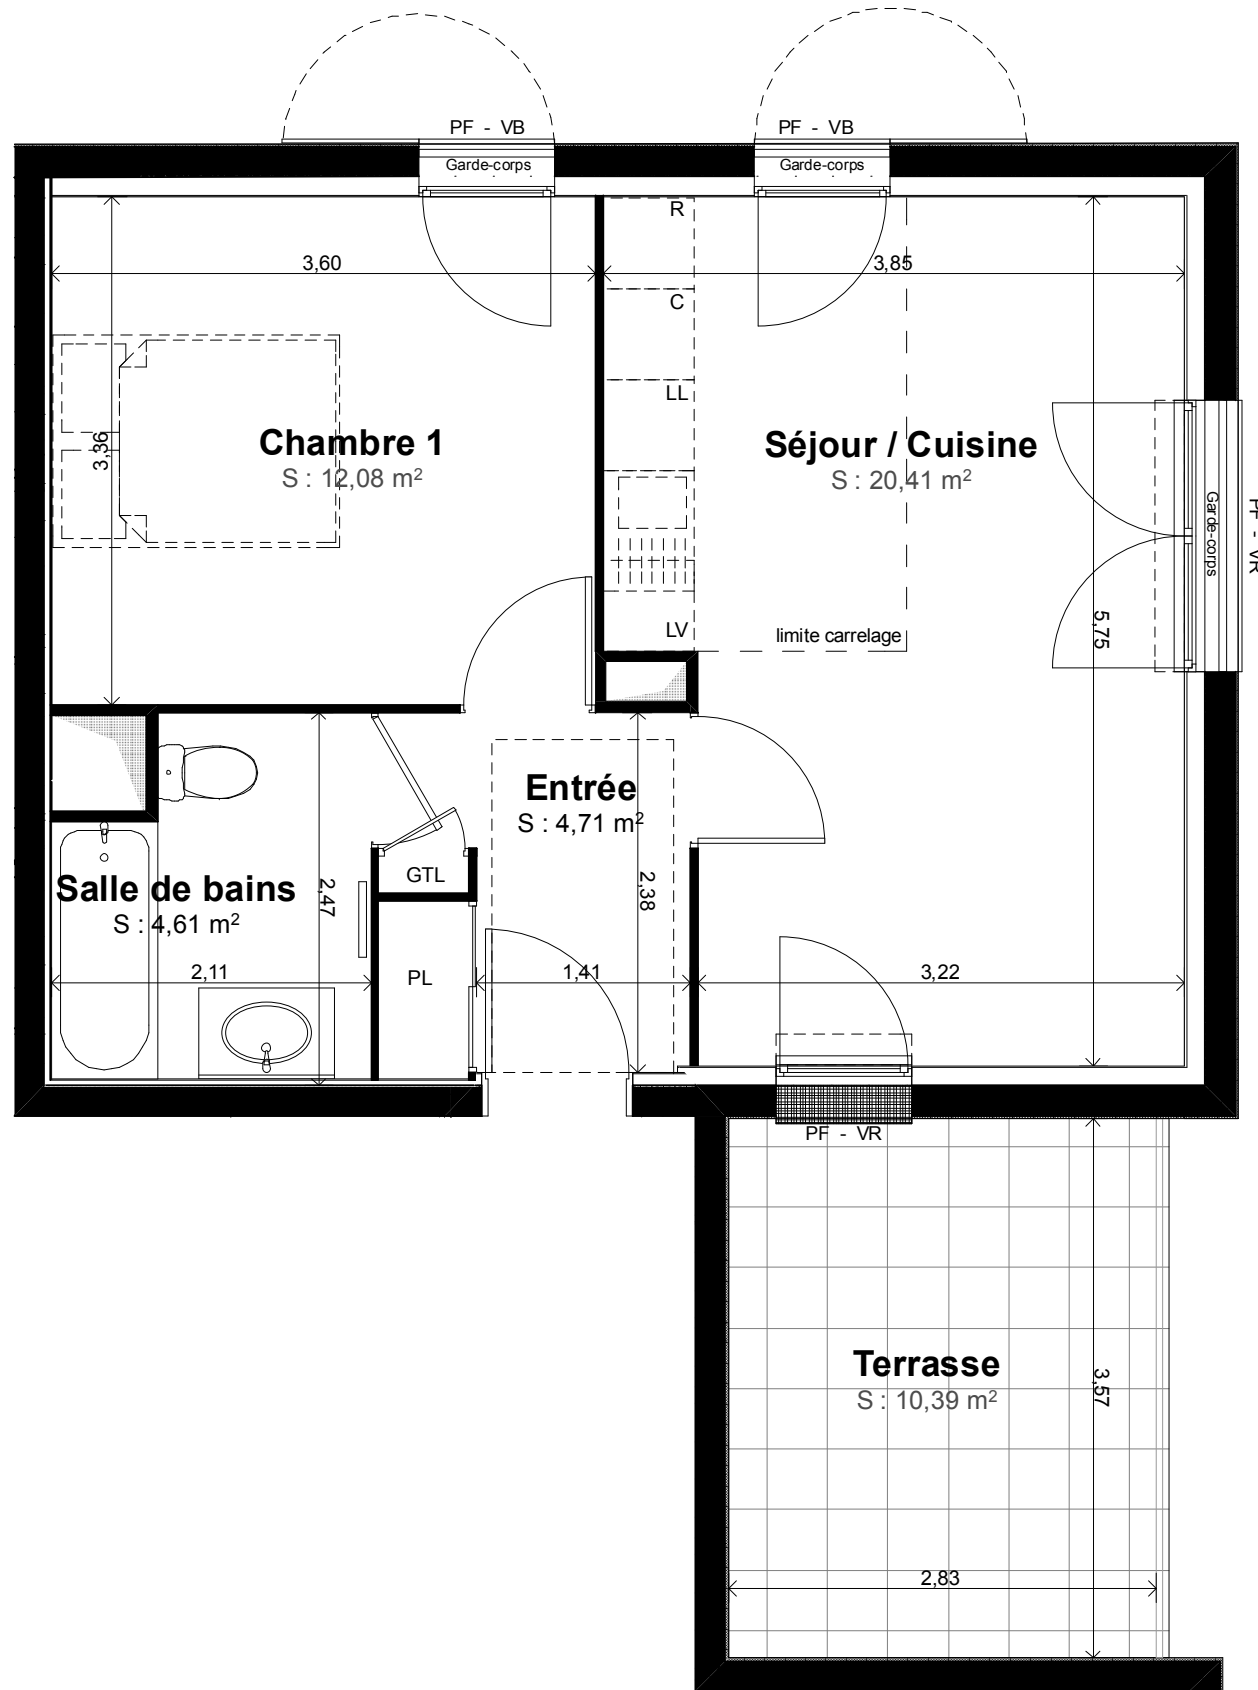 PF - VB
PF - VB
Garde-corps
Garde-corps
R
3,60
3,85
C
LL
3,36
Chambre 1
S : 12,08 m²
Séjour / Cuisine
S : 20,41 m²
Garde-corps
PF - VR
LV
limite carrelage
5,75
Entrée
S : 4,71 m²
GTL
Salle de bains
S : 4,61 m²
2,47
2,38
2,11
PL
1,41
3,22
PF - VR
Terrasse
S : 10,39 m²
3,57
2,83